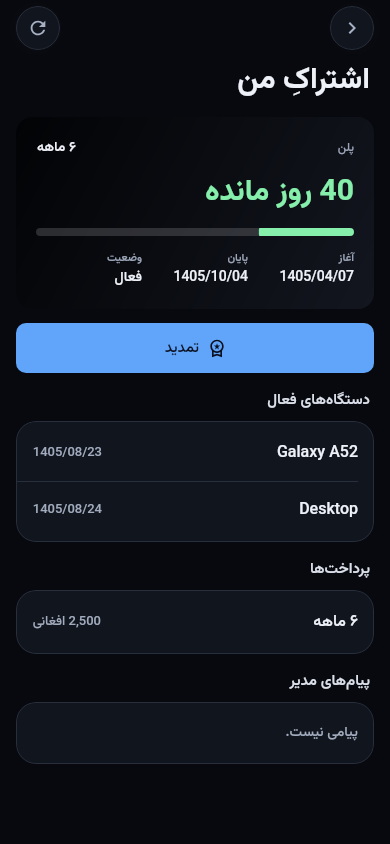 اشتراکِ من
پلن
۶ ماهه
40 روز مانده
آغاز
پایان
وضعیت
1405/04/07
1405/10/04
فعال
تمدید
دستگاه‌های فعال
Galaxy A52
1405/08/23
Desktop
1405/08/24
پرداخت‌ها
۶ ماهه
2,500 افغانی
پیام‌های مدیر
پیامی نیست.